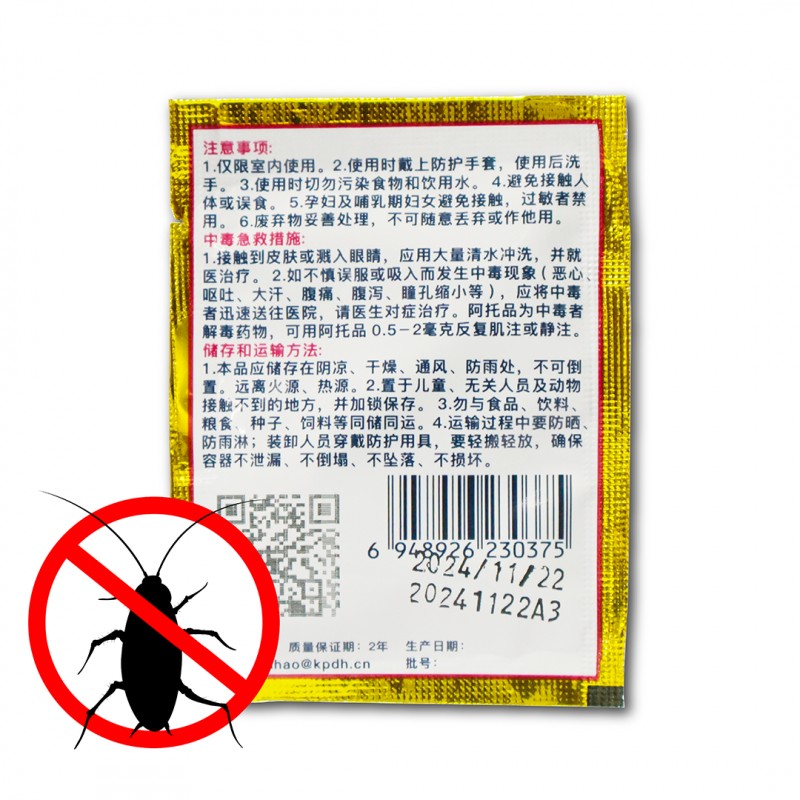 注意事项:
1.仅限室内使用。2.使用时戴上防护手套，使用后洗
手。3.使用时切勿污染食物和饮用水。4.避免接触人
体或误食。5.孕妇及哺乳期妇女避免接触，过敏者禁
用。6.废弃物妥善处理，不可随意丢弃或作他用。
中毒急救措施:
1.接触到皮肤或溅入眼睛，应用大量清水冲洗，并就
医治疗。2.如不慎误服或吸入而发生中毒现象（恶心、
呕吐、大汗、腹痛、腹泻、瞳孔缩小等），应将中毒
者迅速送往医院，请医生对症治疗。阿托品为中毒者
解毒药物，可用阿托品0.5-2毫克反复肌注或静注。
储存和运输方法:
1.本品应储存在阴凉、干燥、通风、防雨处，不可倒
置。远离火源、热源。2.置于儿童、无关人员及动物
接触不到的地方，并加锁保存。3.勿与食品、饮料、
粮食、种子、饲料等同储同运。4.运输过程中要防晒、
防雨淋；装卸人员穿戴防护用具，要轻搬轻放，确保
容器不泄漏、不倒塌、不坠落、不损坏。
6 948926 230375
2024/11/22
20241122A3
质量保证期: 2年 生产日期:
hao@kpdh.cn 批号: